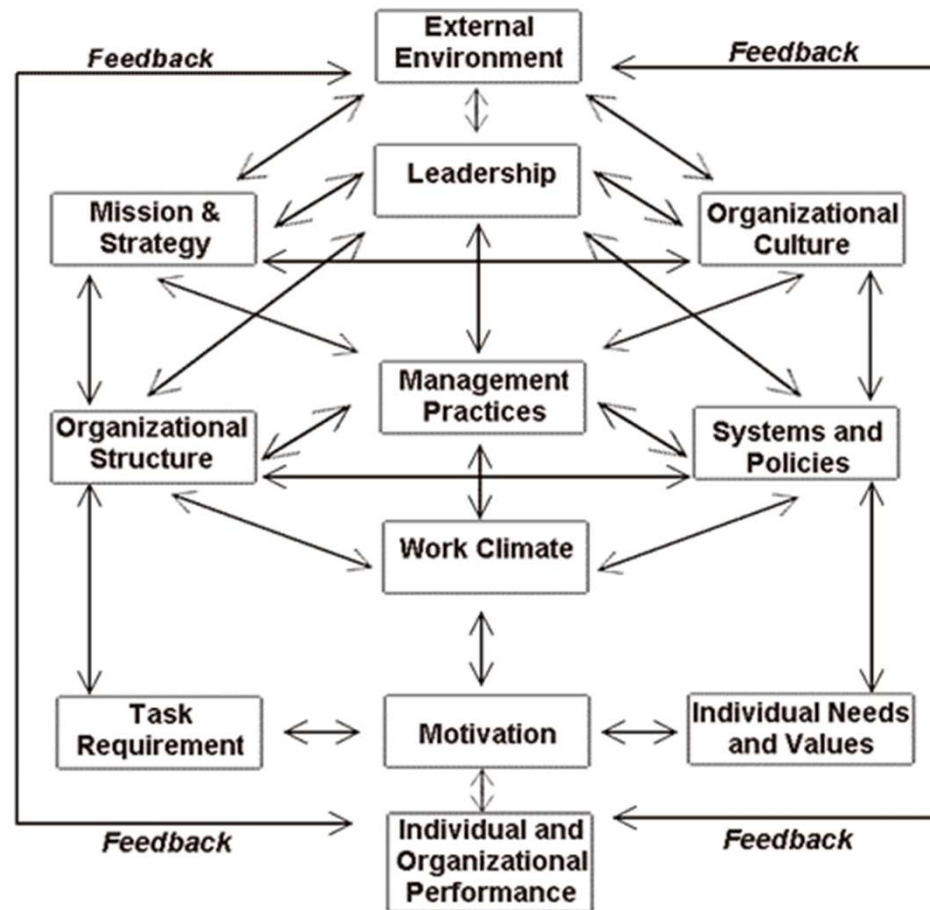 External
Environment
Feedback
Feedback
Leadership
Mission &
Strategy
Organizational
Culture
Management
Practices
Organizational
Structure
Systems and
Policies
Work Climate
Task
Requirement
Motivation
Individual Needs
and Values
Feedback
Individual and
Organizational
Performance
Feedback